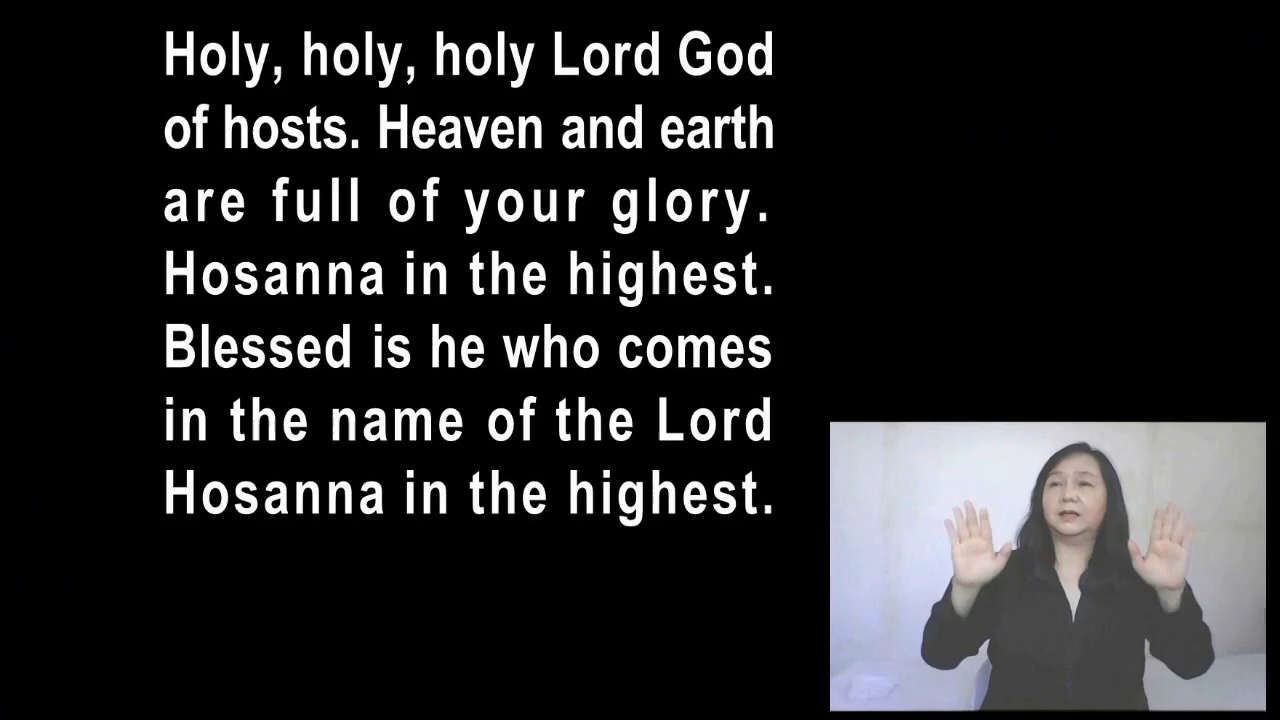 Holy, holy, holy Lord God
of hosts. Heaven and earth
are full of your glory.
Hosanna in the highest.
Blessed is he who comes
in the name of the Lord
Hosanna in the highest.